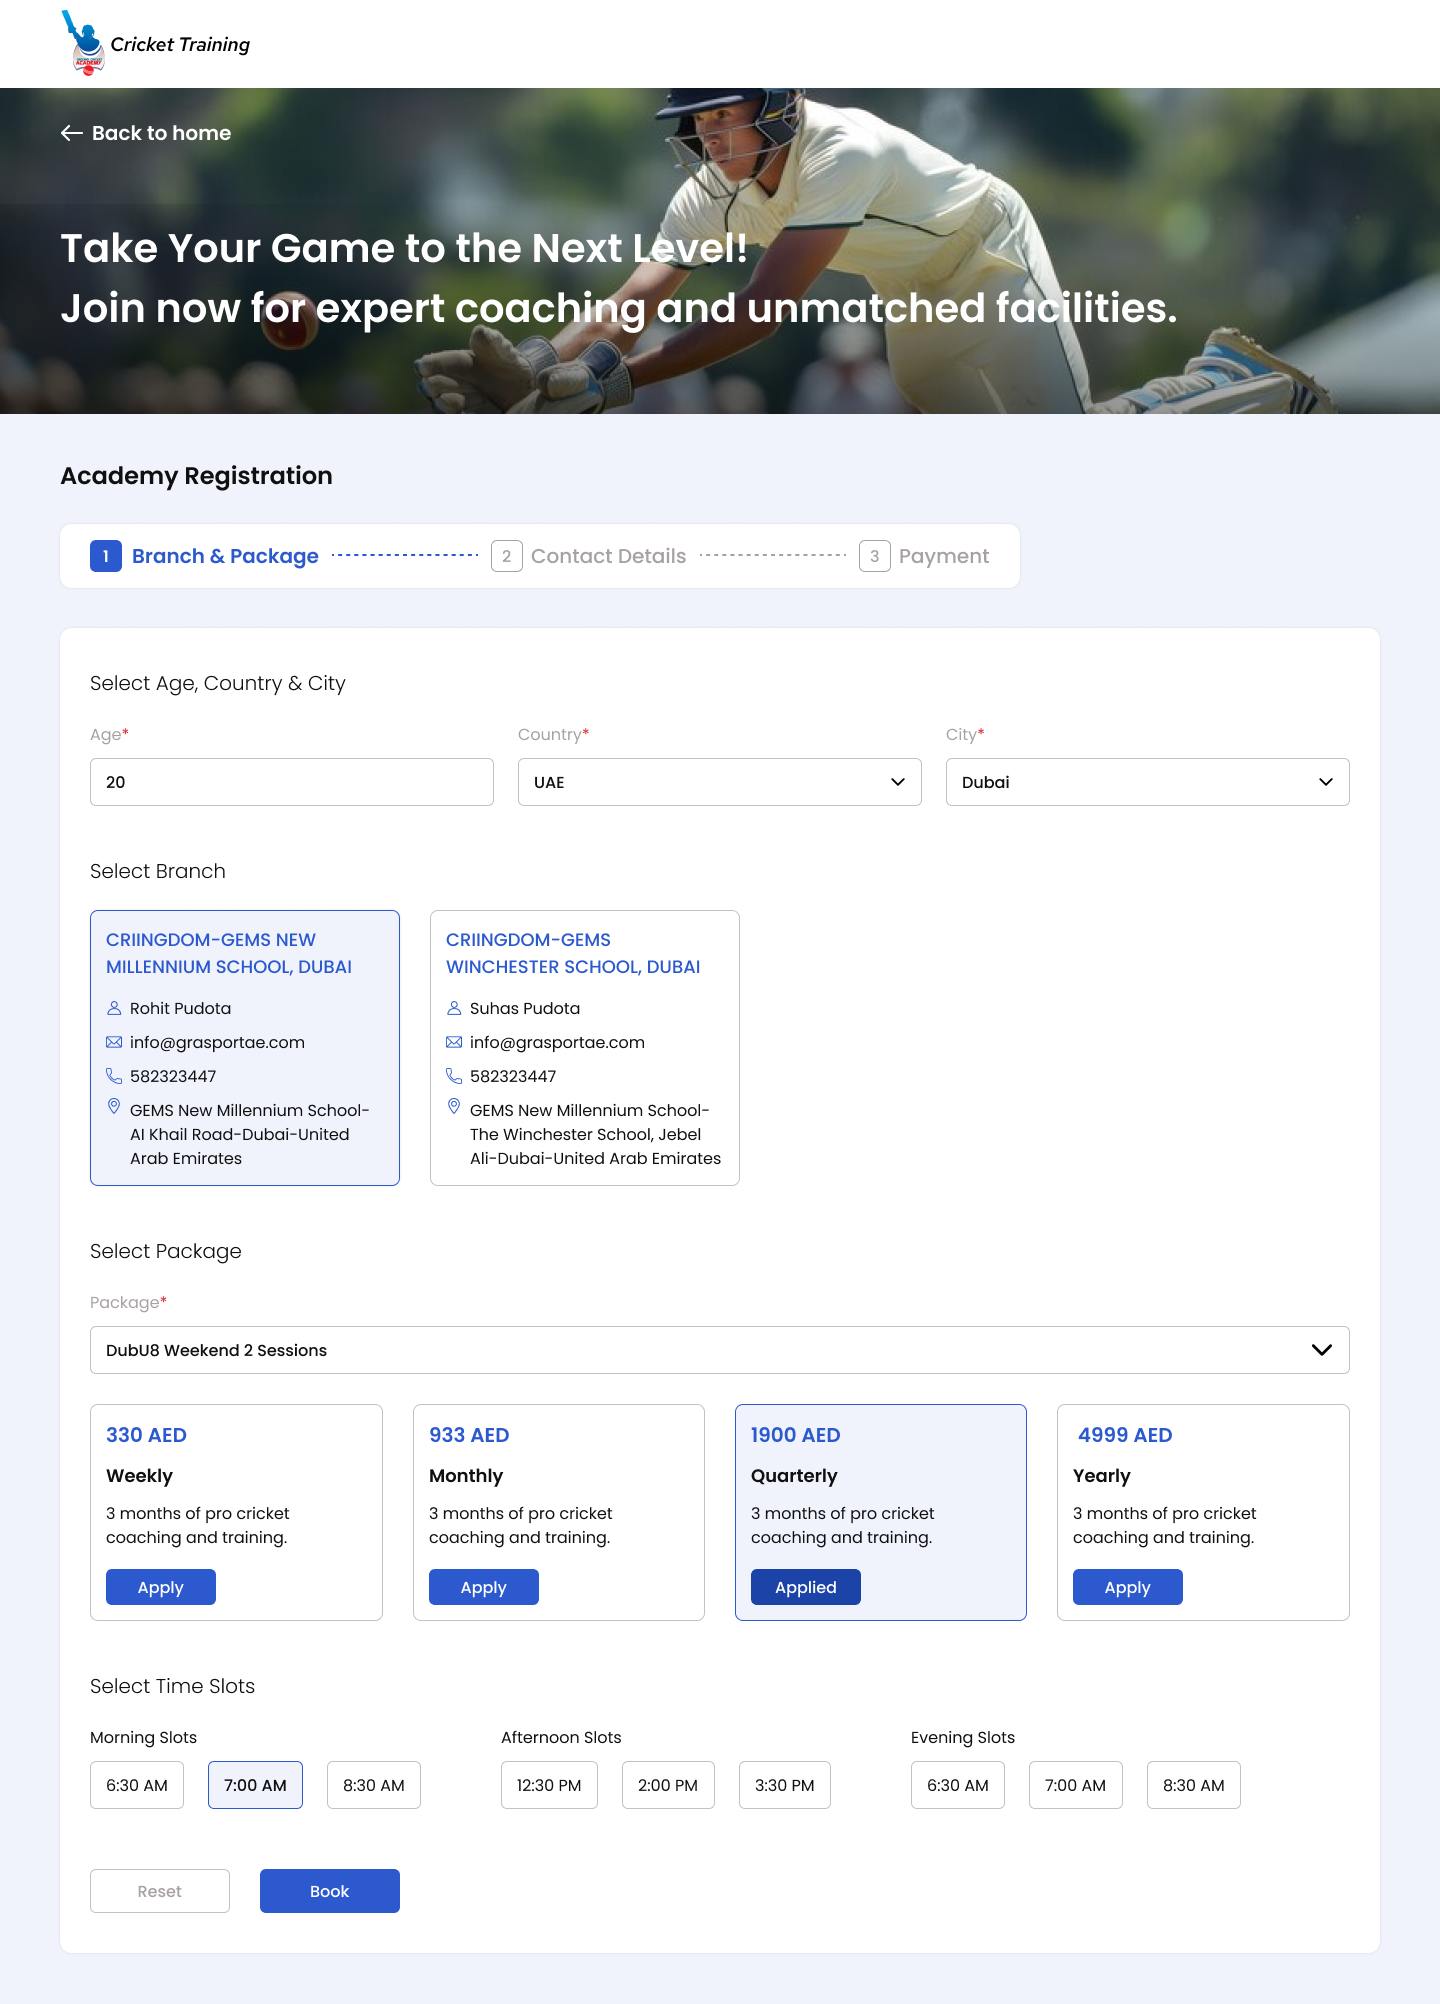 Cricket Training
ACADEMY
Back to home
Take Your Game to the Next Level!
Join now for expert coaching and unmatched facilities.
Academy Registration
1 Branch & Package 2 Contact Details 3 Payment
Select Age, Country & City
Age* Country* City*
20 UAE Dubai
Select Branch
CRIINGDOM-GEMS NEW
MILLENNIUM SCHOOL, DUBAI
Rohit Pudota
info@grasportae.com
582323447
GEMS New Millennium School-
AI Khail Road-Dubai-United
Arab Emirates
CRIINGDOM-GEMS
WINCHESTER SCHOOL, DUBAI
Suhas Pudota
info@grasportae.com
582323447
GEMS New Millennium School-
The Winchester School, Jebel
Ali-Dubai-United Arab Emirates
Select Package
Package*
DubU8 Weekend 2 Sessions
330 AED
Weekly
3 months of pro cricket
coaching and training.
Apply
933 AED
Monthly
3 months of pro cricket
coaching and training.
Apply
1900 AED
Quarterly
3 months of pro cricket
coaching and training.
Applied
4999 AED
Yearly
3 months of pro cricket
coaching and training.
Apply
Select Time Slots
Morning Slots
6:30 AM 7:00 AM 8:30 AM
Afternoon Slots
12:30 PM 2:00 PM 3:30 PM
Evening Slots
6:30 AM 7:00 AM 8:30 AM
Reset Book